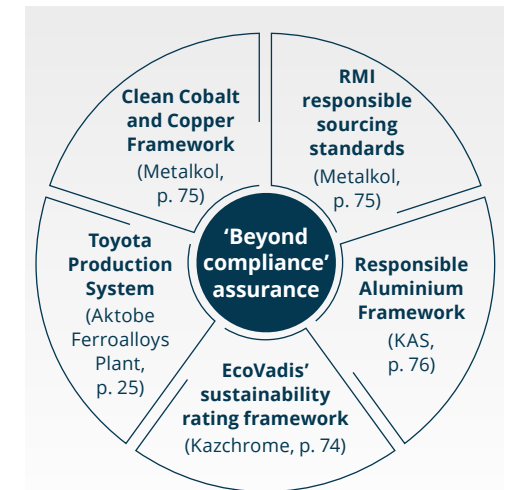 Clean Cobalt
and Copper
Framework
(Metalkol,
p. 75)
RMI
responsible
sourcing
standards
(Metalkol,
p. 75)
‘Beyond
compliance’
assurance
Toyota
Production
System
(Aktobe
Ferroalloys
Plant,
p. 25)
Responsible
Aluminium
Framework
(KAS,
p. 76)
EcoVadis’
sustainability
rating framework
(Kazchrome, p. 74)